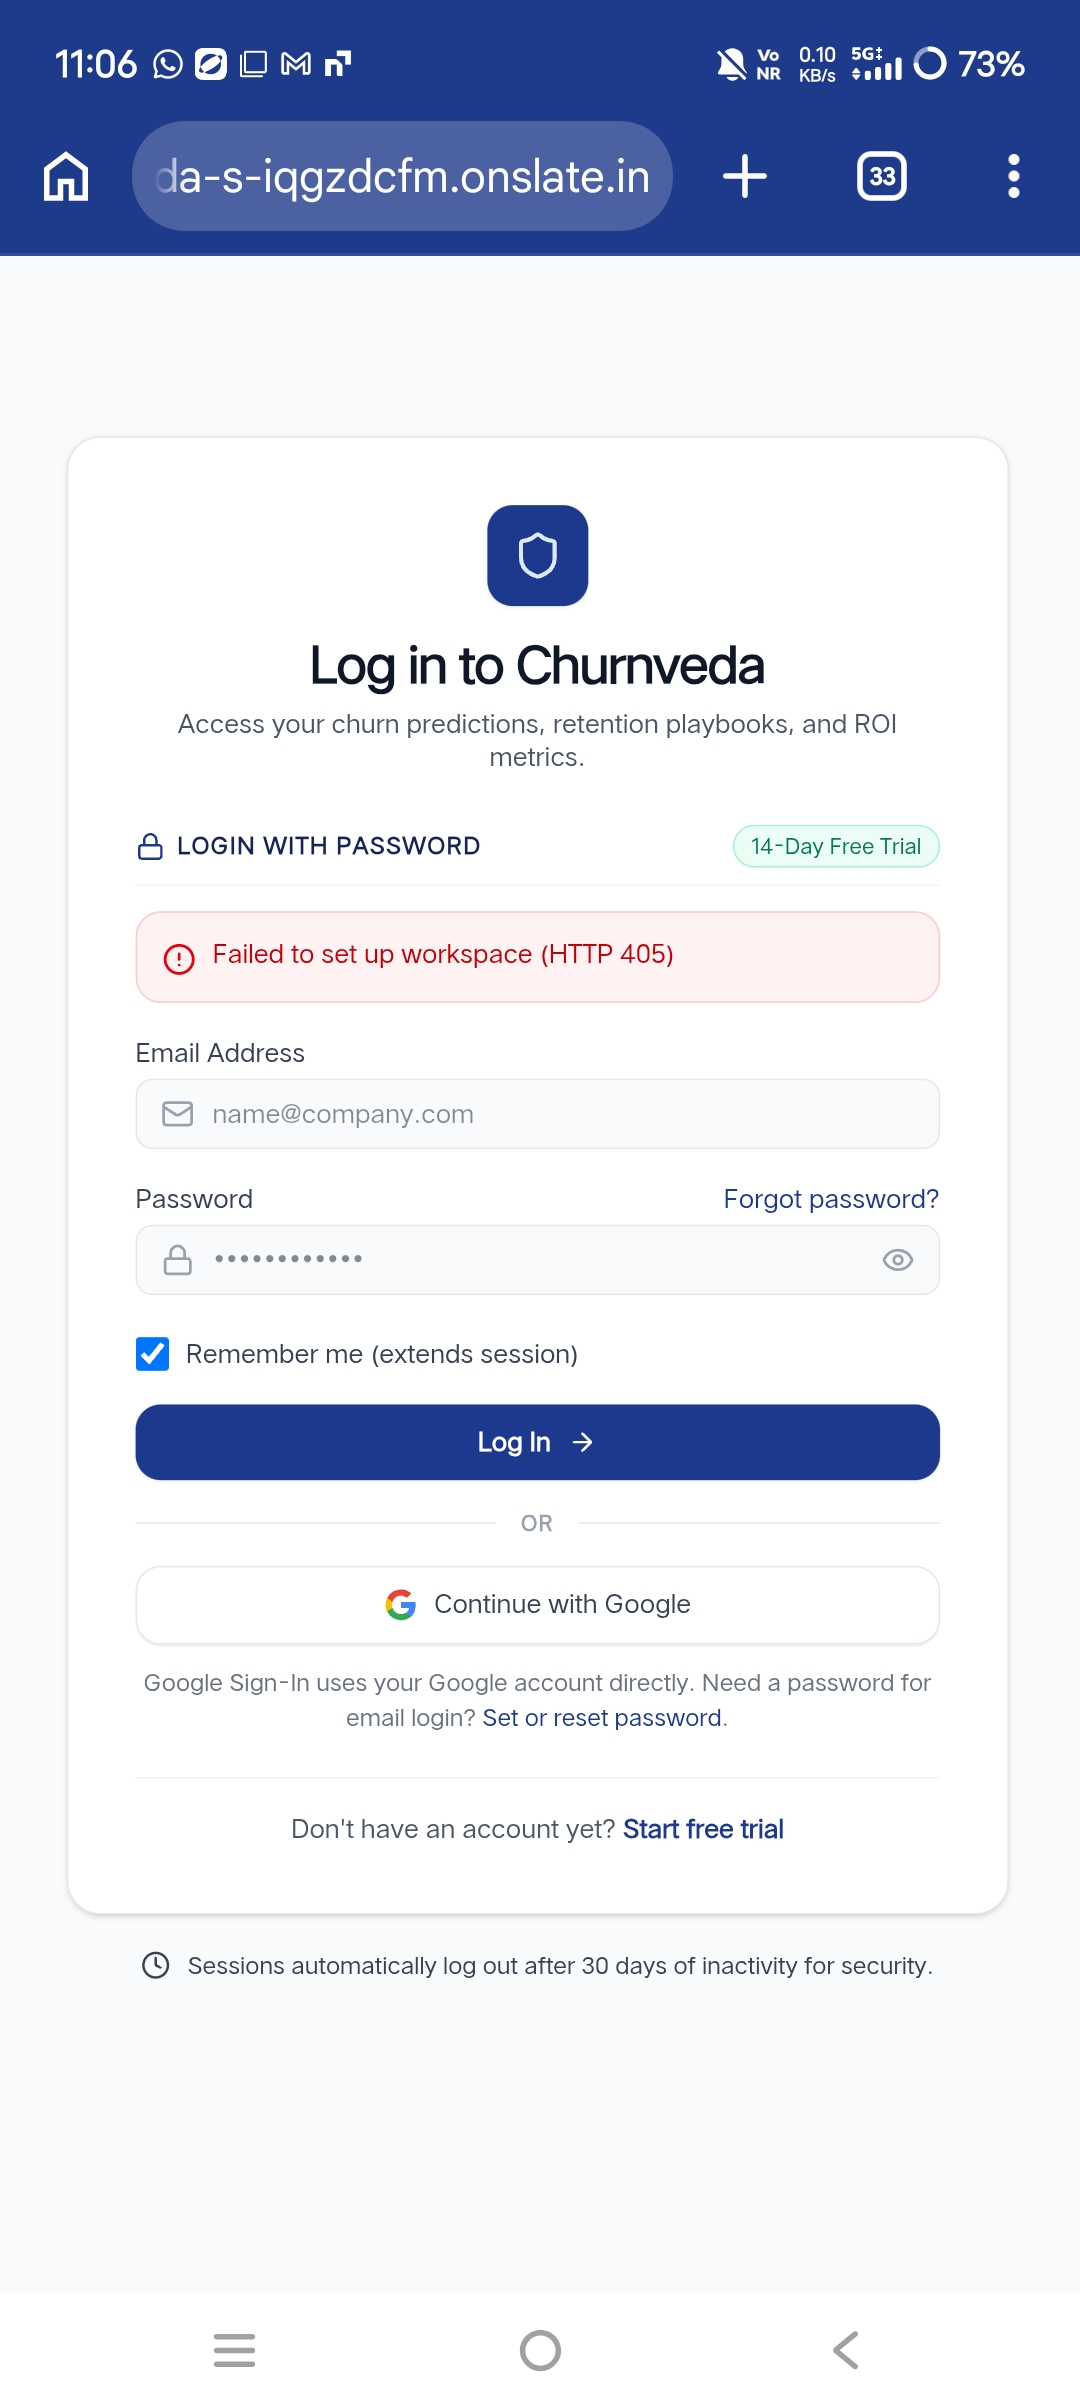 11:06
Vo
NR
0.10
KB/s
5G
73%
da-s-iqgzdcfm.onslate.in
33
Log in to Churnveda
Access your churn predictions, retention playbooks, and ROI
metrics.
LOGIN WITH PASSWORD
14-Day Free Trial
Failed to set up workspace (HTTP 405)
Email Address
name@company.com
Password
Forgot password?
••••••••••••
Remember me (extends session)
Log In →
OR
Continue with Google
Google Sign-In uses your Google account directly. Need a password for
email login? Set or reset password.
Don't have an account yet? Start free trial
Sessions automatically log out after 30 days of inactivity for security.